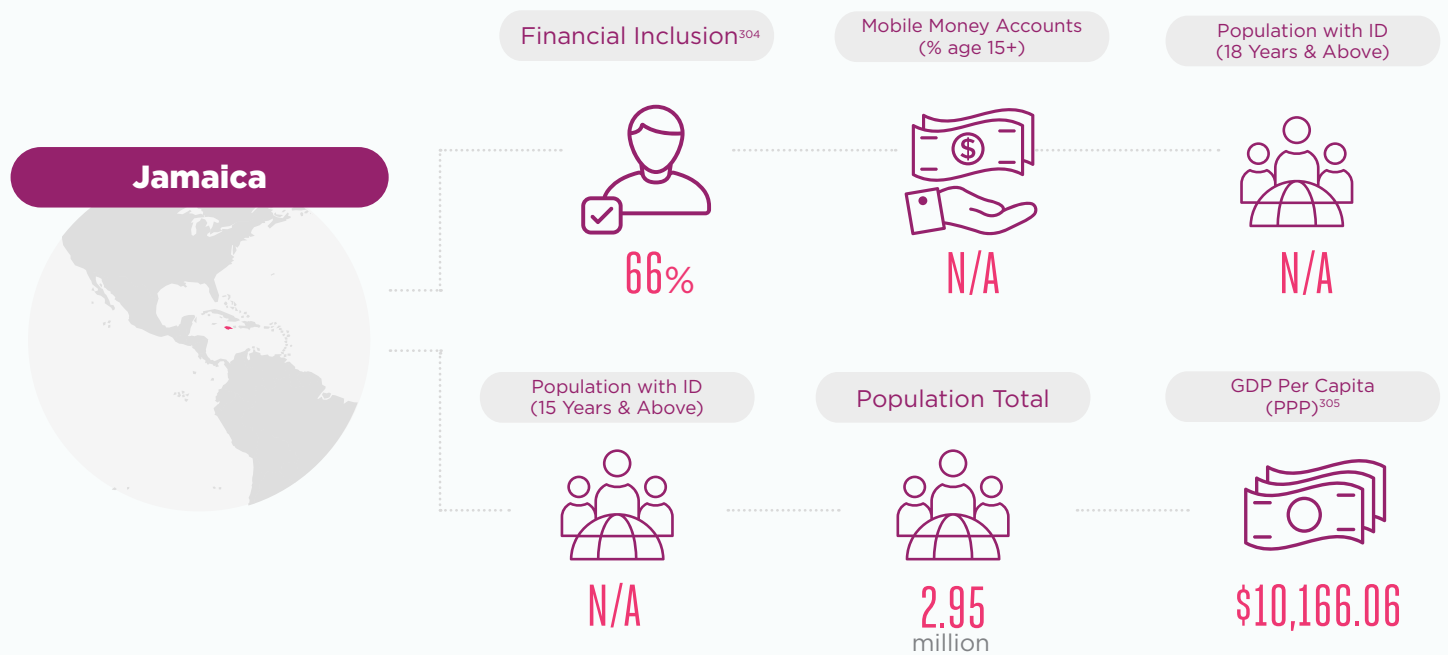 Jamaica
Financial Inclusion304
66%
Mobile Money Accounts
(% age 15+)
$
N/A
Population with ID
(18 Years & Above)
N/A
Population with ID
(15 Years & Above)
N/A
Population Total
2.95
million
GDP Per Capita
(PPP)305
$10,166.06